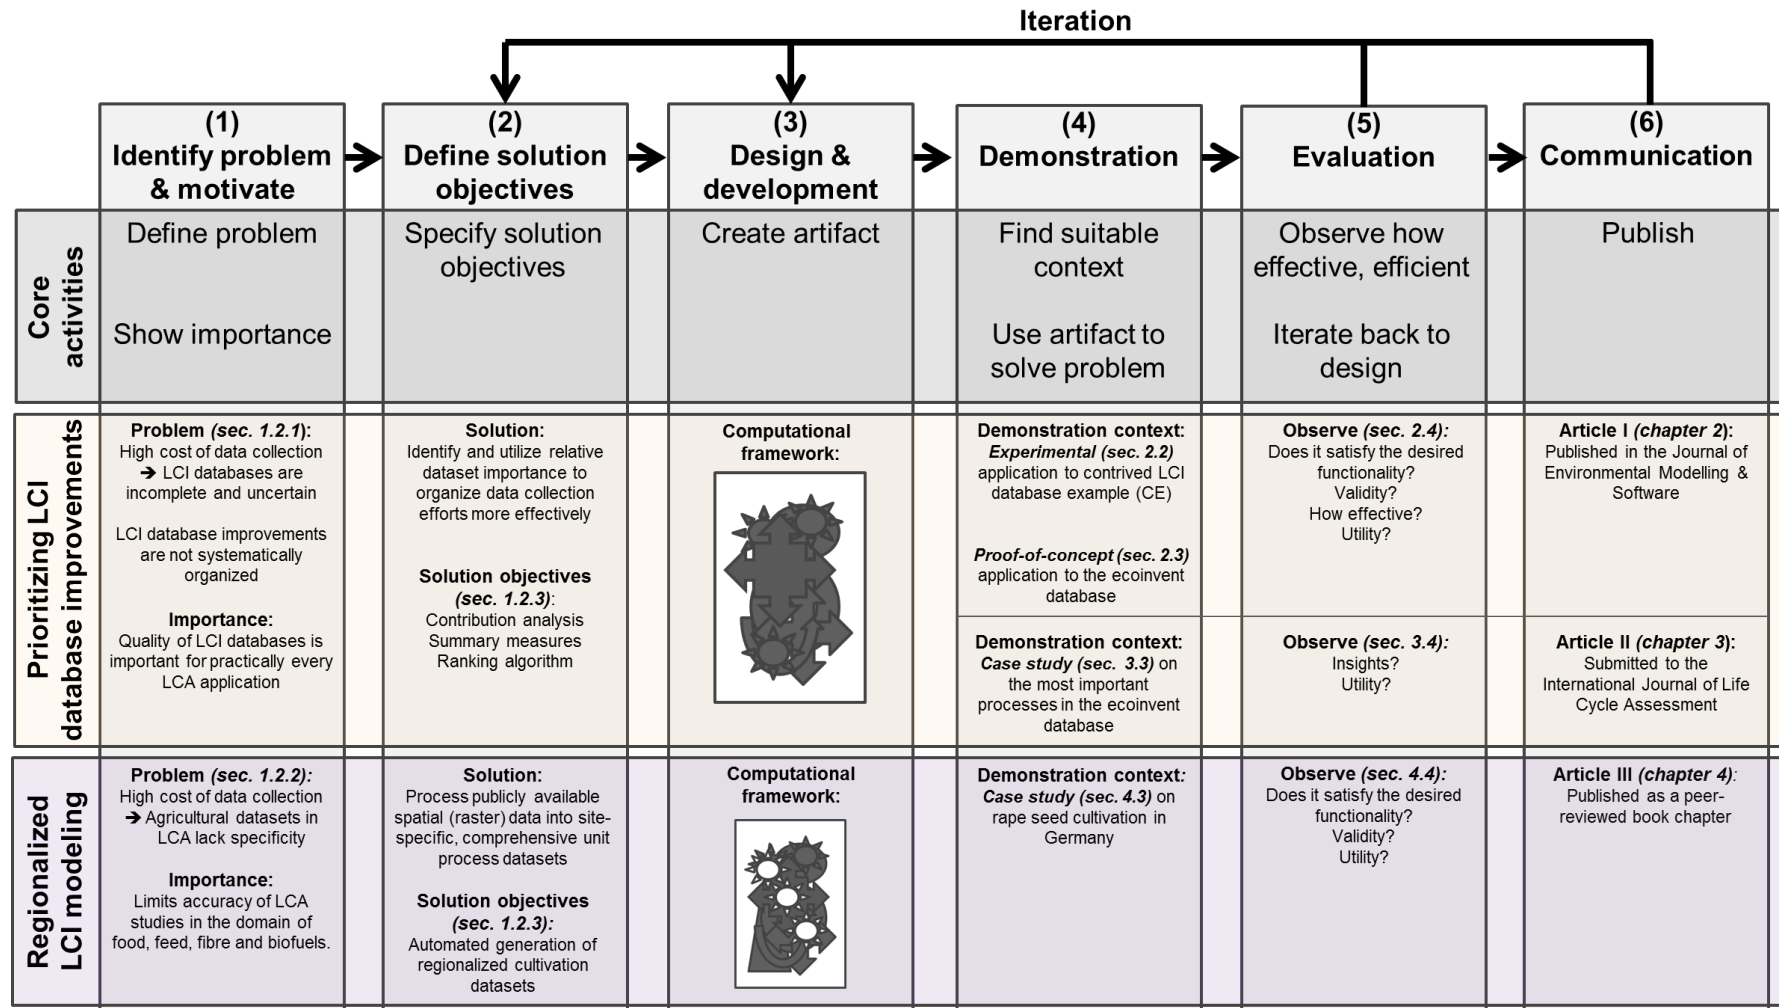 Iteration
(1)
Identify problem
& motivate
(2)
Define solution
objectives
(3)
Design &
development
(4)
Demonstration
(5)
Evaluation
(6)
Communication
Core
activities
Define problem
Show importance
Specify solution
objectives
Create artifact
Find suitable
context
Use artifact to
solve problem
Observe how
effective, efficient
Iterate back to
design
Publish
Prioritizing LCI
database improvements
Problem (sec. 1.2.1):
High cost of data collection
➔ LCI databases are
incomplete and uncertain
LCI database improvements
are not systematically
organized
Importance:
Quality of LCI databases is
important for practically every
LCA application
Solution:
Identify and utilize relative
dataset importance to
organize data collection
efforts more effectively
Solution objectives
(sec. 1.2.3):
Contribution analysis
Summary measures
Ranking algorithm
Computational
framework:
Demonstration context:
Experimental (sec. 2.2)
application to contrived LCI
database example (CE)
Proof-of-concept (sec. 2.3)
application to the ecoinvent
database
Demonstration context:
Case study (sec. 3.3) on
the most important
processes in the ecoinvent
database
Observe (sec. 2.4):
Does it satisfy the desired
functionality?
Validity?
How effective?
Utility?
Observe (sec. 3.4):
Insights?
Utility?
Article I (chapter 2):
Published in the Journal of
Environmental Modelling &
Software
Article II (chapter 3):
Submitted to the
International Journal of Life
Cycle Assessment
Regionalized
LCI modeling
Problem (sec. 1.2.2):
High cost of data collection
➔ Agricultural datasets in
LCA lack specificity
Importance:
Limits accuracy of LCA
studies in the domain of
food, feed, fibre and biofuels.
Solution:
Process publicly available
spatial (raster) data into site-
specific, comprehensive unit
process datasets
Solution objectives
(sec. 1.2.3):
Automated generation of
regionalized cultivation
datasets
Computational
framework:
Demonstration context:
Case study (sec. 4.3) on
rape seed cultivation in
Germany
Observe (sec. 4.4):
Does it satisfy the desired
functionality?
Validity?
Utility?
Article III (chapter 4):
Published as a peer-
reviewed book chapter